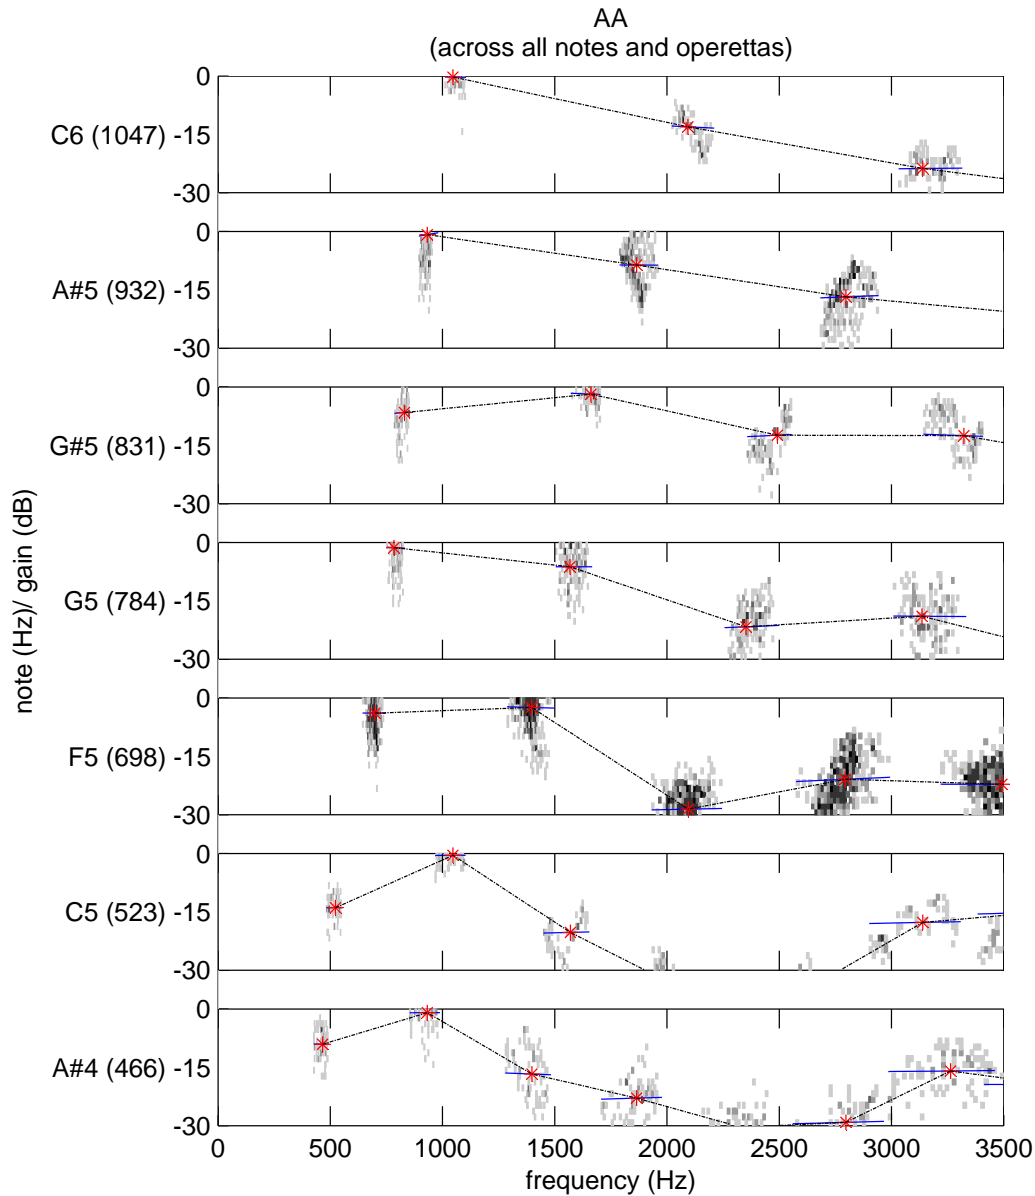 AA
(across all notes and operettas)
0
C6 (1047) -15
-30
0
A#5 (932) -15
-30
0
G#5 (831) -15
-30
0
G5 (784) -15
-30
0
F5 (698) -15
-30
0
C5 (523) -15
-30
0
A#4 (466) -15
-30
note (Hz)/ gain (dB)
0 500 1000 1500 2000 2500 3000 3500
frequency (Hz)